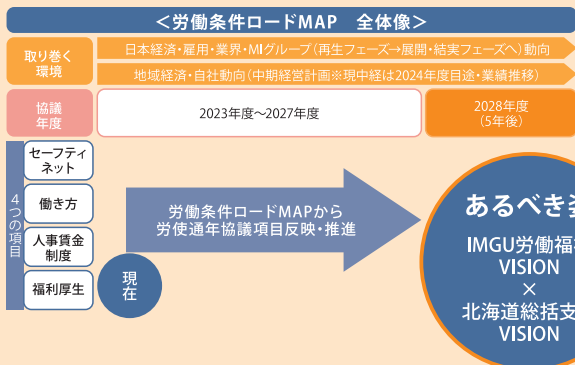 ＜労働条件ロードMAP　全体像＞
取り巻く
環境
日本経済・雇用・業界・MIグループ（再生フェーズ→展開・結実フェーズへ）動向
地域経済・自社動向（中期経営計画※現中経は2024年度目途・業績推移）
協議
年度
2023年度〜2027年度
2028年度
（5年後）
4つの項目
セーフティ
ネット
働き方
人事賃金
制度
福利厚生
現在
労働条件ロードMAPから
労使通年協議項目反映・推進
あるべき姿
IMGU労働福
VISION
×
北海道総括支
VISION